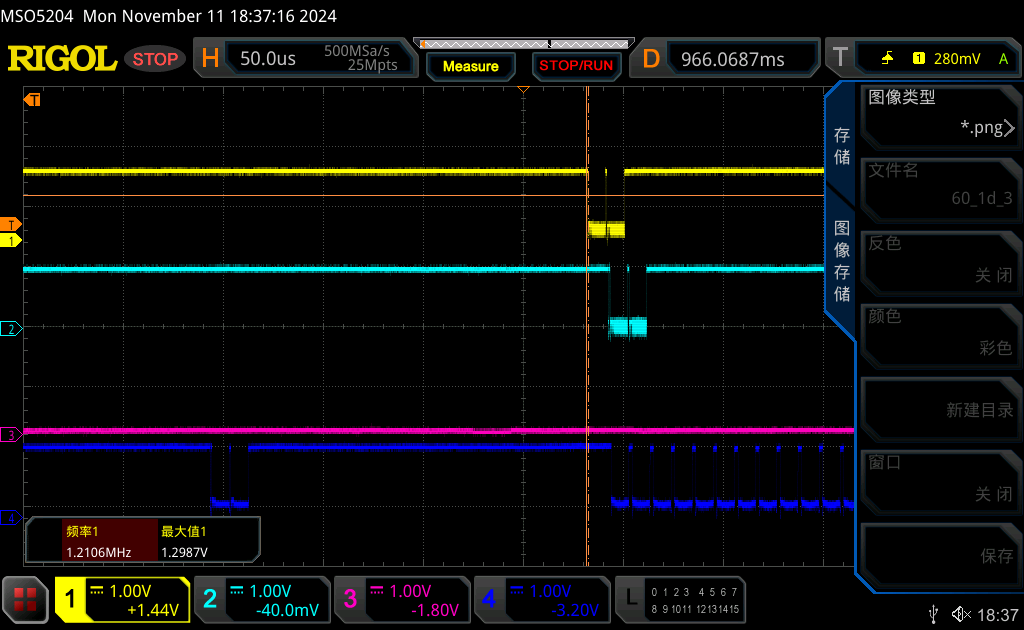 MSO5204 Mon November 11 18:37:16 2024
RIGOL STOP H 50.0us 500MSa/s 25Mpts Measure STOP/RUN D 966.0687ms T 1 280mV A
T
存储
图像存储
图像类型
*.png
文件名
60_1d_3
反色
关闭
颜色
彩色
新建目录
窗口
关闭
保存
T
1
2
3
4
频率1 最大值1
1.2106MHz 1.2987V
1 1.00V +1.44V
2 1.00V -40.0mV
3 1.00V -1.80V
4 1.00V -3.20V
L 0 1 2 3 4 5 6 7
8 9 10 11 12 13 14 15
18:37